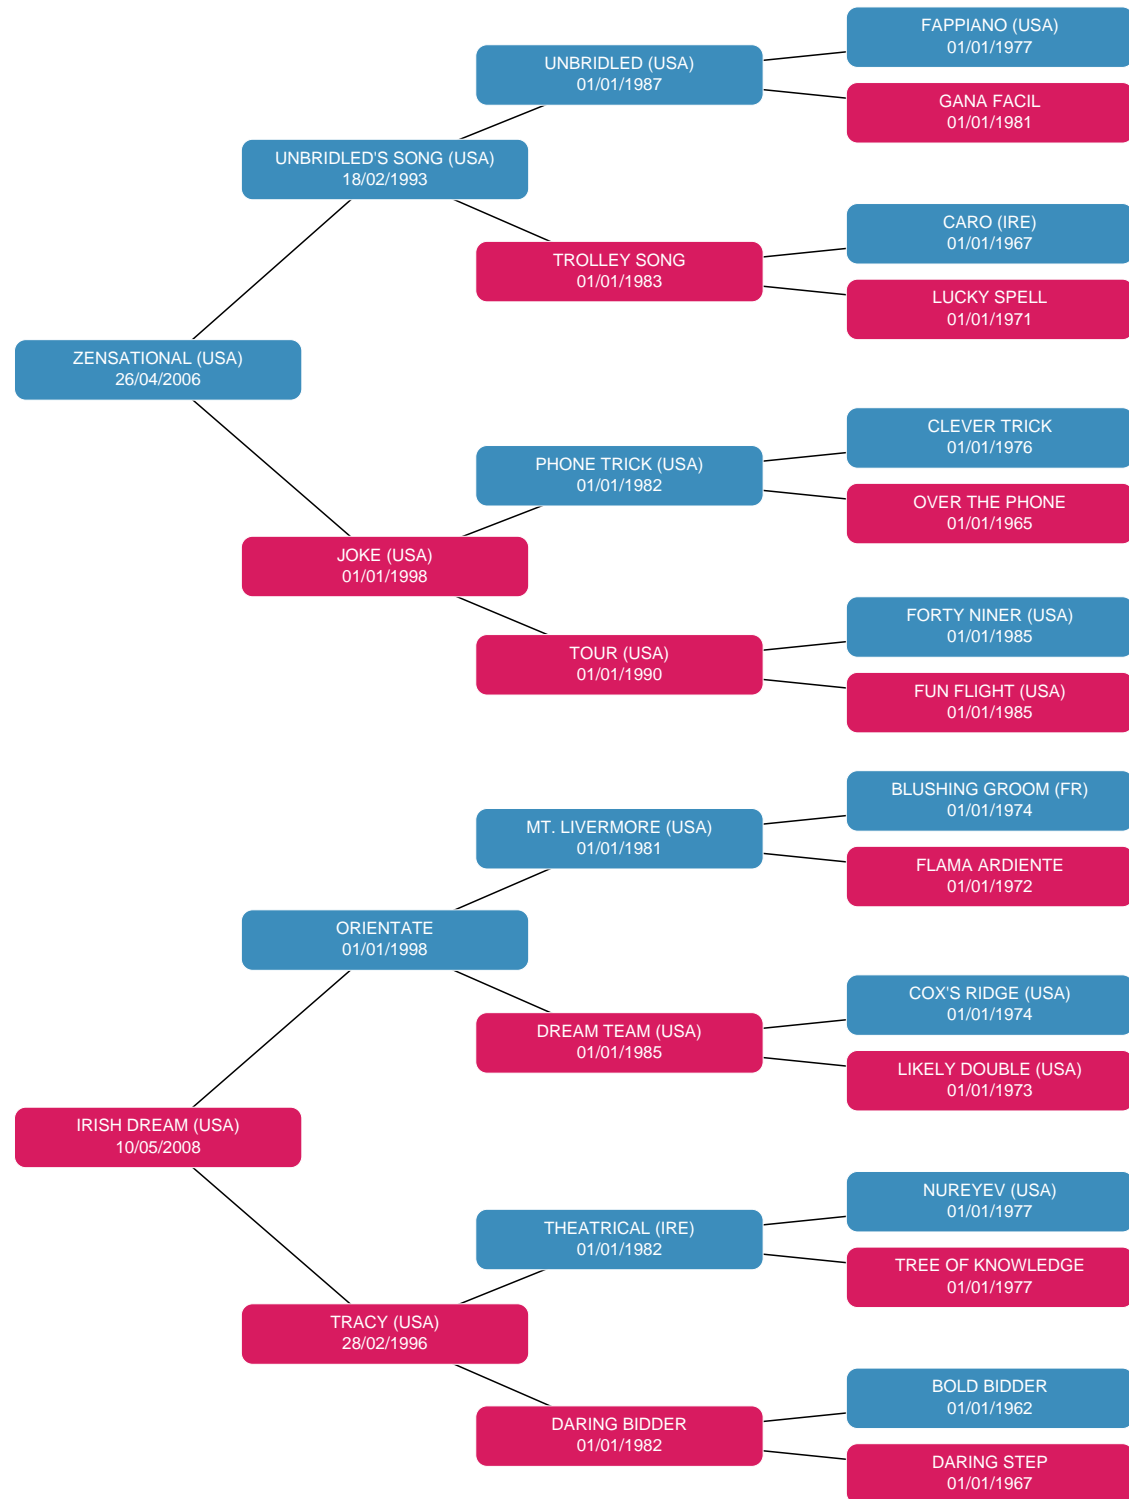 FAPPIANO (USA)
01/01/1977
UNBRIDLED (USA)
01/01/1987
GANA FACIL
01/01/1981
UNBRIDLED'S SONG (USA)
18/02/1993
CARO (IRE)
01/01/1967
TROLLEY SONG
01/01/1983
LUCKY SPELL
01/01/1971
ZENSATIONAL (USA)
26/04/2006
CLEVER TRICK
01/01/1976
PHONE TRICK (USA)
01/01/1982
OVER THE PHONE
01/01/1965
JOKE (USA)
01/01/1998
FORTY NINER (USA)
01/01/1985
TOUR (USA)
01/01/1990
FUN FLIGHT (USA)
01/01/1985
BLUSHING GROOM (FR)
01/01/1974
MT. LIVERMORE (USA)
01/01/1981
FLAMA ARDIENTE
01/01/1972
ORIENTATE
01/01/1998
COX'S RIDGE (USA)
01/01/1974
DREAM TEAM (USA)
01/01/1985
LIKELY DOUBLE (USA)
01/01/1973
IRISH DREAM (USA)
10/05/2008
NUREYEV (USA)
01/01/1977
THEATRICAL (IRE)
01/01/1982
TREE OF KNOWLEDGE
01/01/1977
TRACY (USA)
28/02/1996
BOLD BIDDER
01/01/1962
DARING BIDDER
01/01/1982
DARING STEP
01/01/1967